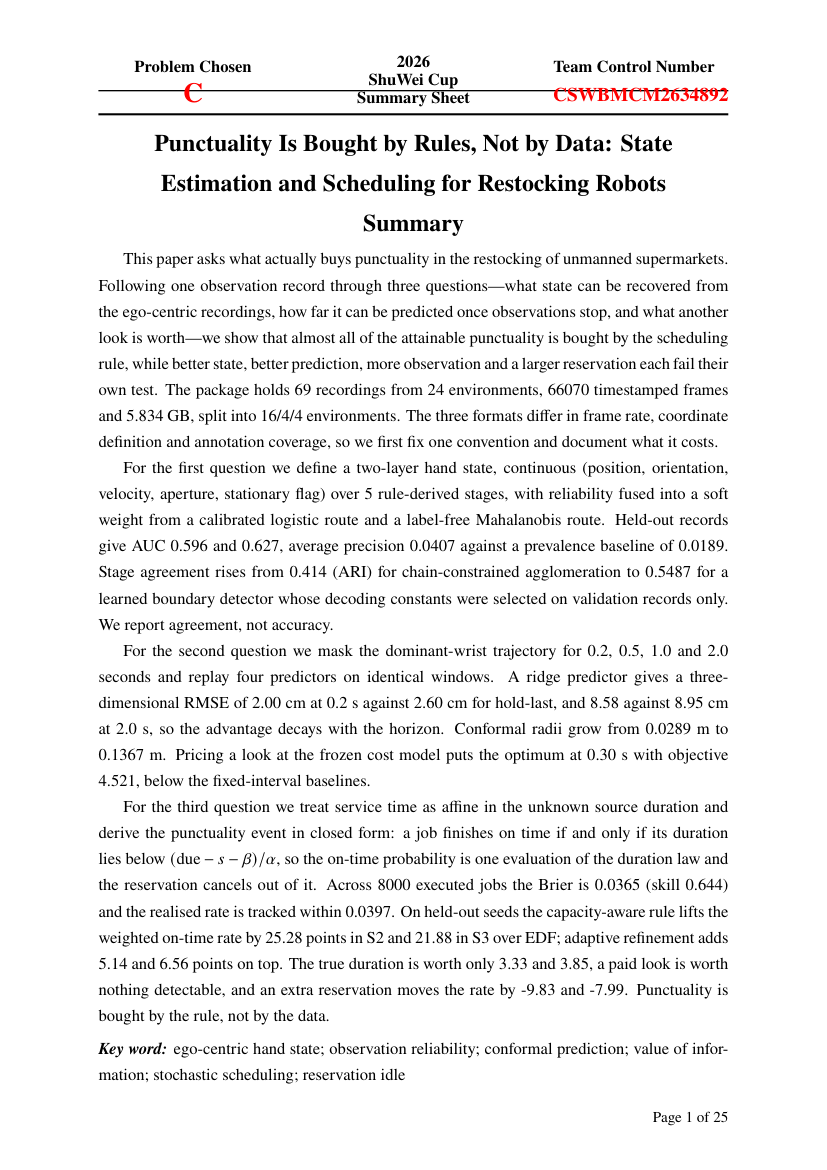 Problem Chosen
C
2026
ShuWei Cup
Summary Sheet
Team Control Number
CSWBMCM2634892
Punctuality Is Bought by Rules, Not by Data: State
Estimation and Scheduling for Restocking Robots
Summary
This paper asks what actually buys punctuality in the restocking of unmanned supermarkets.
Following one observation record through three questions—what state can be recovered from
the ego-centric recordings, how far it can be predicted once observations stop, and what another
look is worth—we show that almost all of the attainable punctuality is bought by the scheduling
rule, while better state, better prediction, more observation and a larger reservation each fail their
own test. The package holds 69 recordings from 24 environments, 66070 timestamped frames
and 5.834 GB, split into 16/4/4 environments. The three formats differ in frame rate, coordinate
definition and annotation coverage, so we first fix one convention and document what it costs.
For the first question we define a two-layer hand state, continuous (position, orientation,
velocity, aperture, stationary flag) over 5 rule-derived stages, with reliability fused into a soft
weight from a calibrated logistic route and a label-free Mahalanobis route. Held-out records
give AUC 0.596 and 0.627, average precision 0.0407 against a prevalence baseline of 0.0189.
Stage agreement rises from 0.414 (ARI) for chain-constrained agglomeration to 0.5487 for a
learned boundary detector whose decoding constants were selected on validation records only.
We report agreement, not accuracy.
For the second question we mask the dominant-wrist trajectory for 0.2, 0.5, 1.0 and 2.0
seconds and replay four predictors on identical windows. A ridge predictor gives a three-
dimensional RMSE of 2.00 cm at 0.2 s against 2.60 cm for hold-last, and 8.58 against 8.95 cm
at 2.0 s, so the advantage decays with the horizon. Conformal radii grow from 0.0289 m to
0.1367 m. Pricing a look at the frozen cost model puts the optimum at 0.30 s with objective
4.521, below the fixed-interval baselines.
For the third question we treat service time as affine in the unknown source duration and
derive the punctuality event in closed form: a job finishes on time if and only if its duration
lies below (due − s − β)/α, so the on-time probability is one evaluation of the duration law and
the reservation cancels out of it. Across 8000 executed jobs the Brier is 0.0365 (skill 0.644)
and the realised rate is tracked within 0.0397. On held-out seeds the capacity-aware rule lifts the
weighted on-time rate by 25.28 points in S2 and 21.88 in S3 over EDF; adaptive refinement adds
5.14 and 6.56 points on top. The true duration is worth only 3.33 and 3.85, a paid look is worth
nothing detectable, and an extra reservation moves the rate by -9.83 and -7.99. Punctuality is
bought by the rule, not by the data.
Key word: ego-centric hand state; observation reliability; conformal prediction; value of infor-
mation; stochastic scheduling; reservation idle
Page 1 of 25